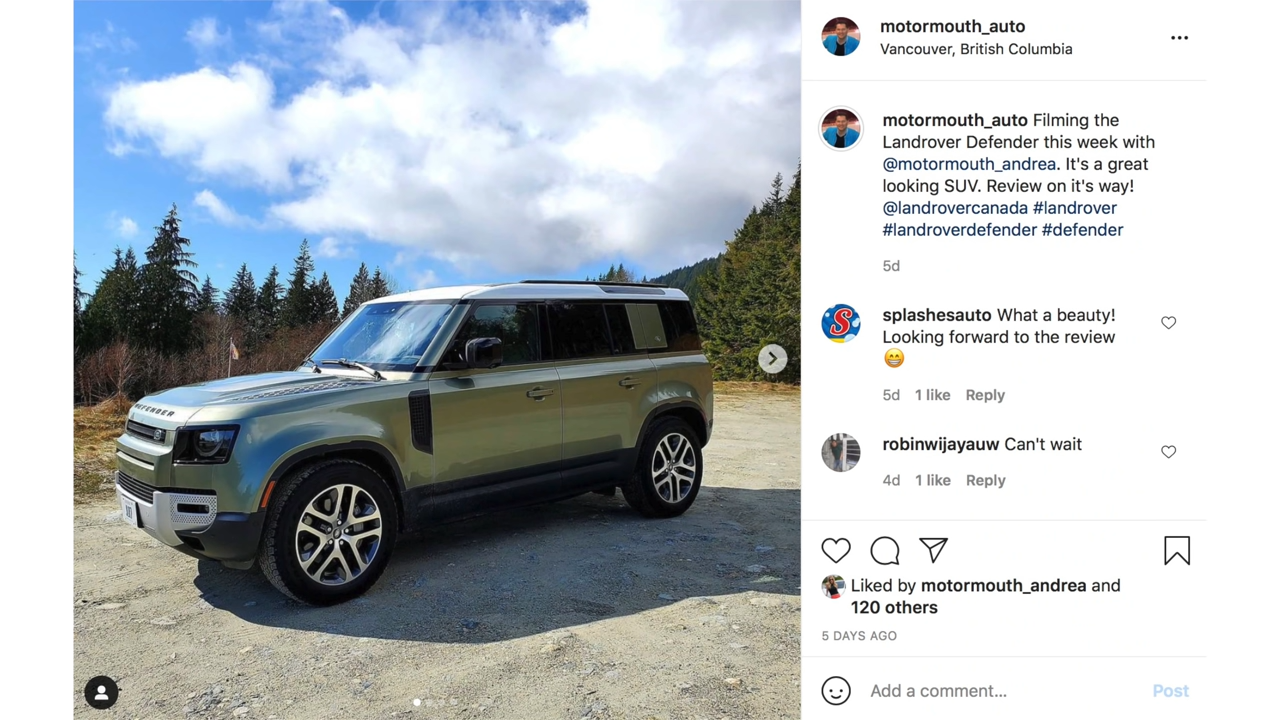 DEFENDER
motormouth_auto
Vancouver, British Columbia
motormouth_auto Filming the
Landrover Defender this week with
@motormouth_andrea. It's a great
looking SUV. Review on it's way!
@landrovercanada #landrover
#landroverdefender #defender
5d
S
splashesauto What a beauty!
Looking forward to the review
😁
5d 1 like Reply
robinwijayauw Can't wait
4d 1 like Reply
Liked by motormouth_andrea and
120 others
5 DAYS AGO
Add a comment... Post